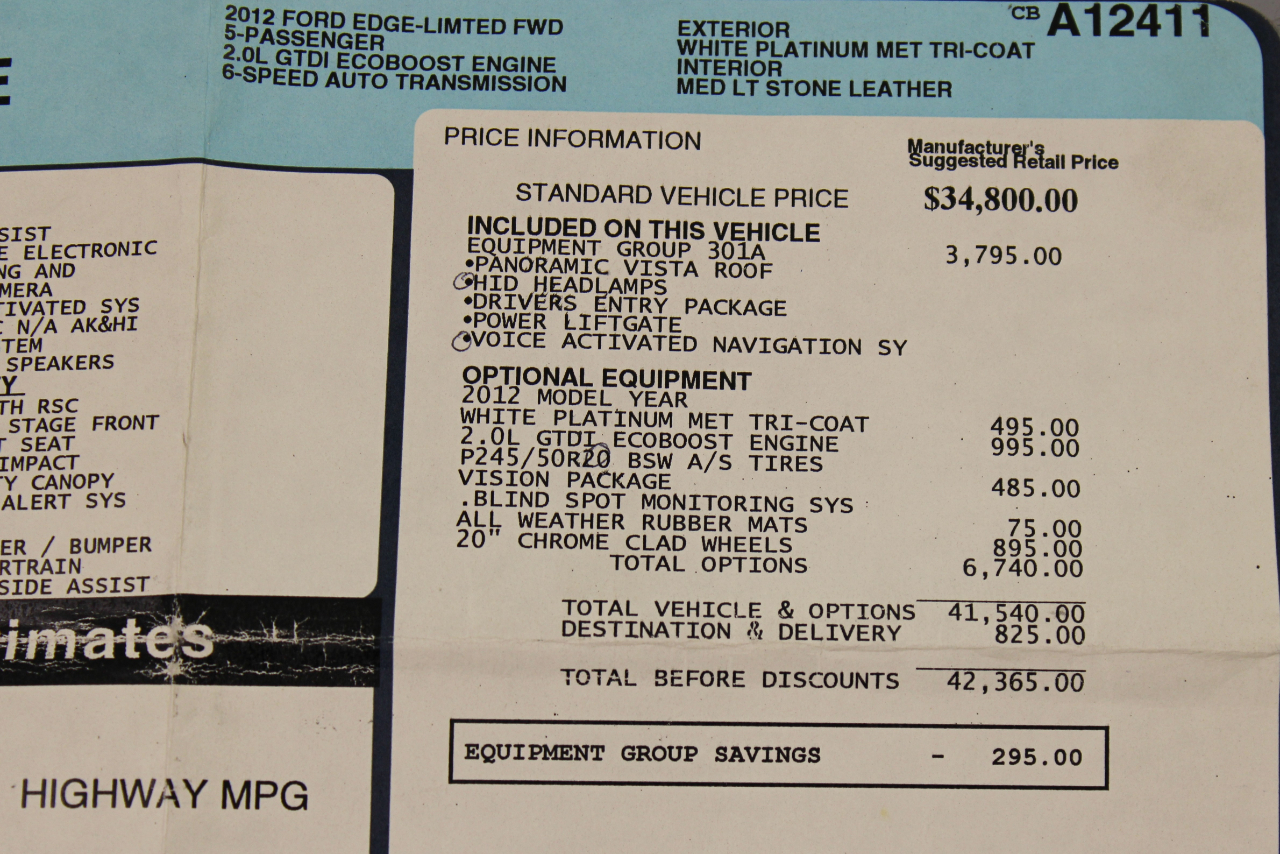 2012 FORD EDGE-LIMTED FWD
5-PASSENGER
2.0L GTDI ECOBOOST ENGINE
6-SPEED AUTO TRANSMISSION
EXTERIOR
WHITE PLATINUM MET TRI-COAT
INTERIOR
MED LT STONE LEATHER
CB A12411
E
SIST
E ELECTRONIC
NG AND
MERA
TIVATED SYS
C N/A AK&HI
TEM
SPEAKERS
Y
TH RSC
STAGE FRONT
T SEAT
IMPACT
TY CANOPY
ALERT SYS
ER / BUMPER
RTRAIN
SIDE ASSIST
imates
HIGHWAY MPG
PRICE INFORMATION
Manufacturer's
Suggested Retail Price
STANDARD VEHICLE PRICE $34,800.00
INCLUDED ON THIS VEHICLE
EQUIPMENT GROUP 301A 3,795.00
•PANORAMIC VISTA ROOF
•HID HEADLAMPS
•DRIVERS ENTRY PACKAGE
•POWER LIFTGATE
•VOICE ACTIVATED NAVIGATION SY
OPTIONAL EQUIPMENT
2012 MODEL YEAR
WHITE PLATINUM MET TRI-COAT 495.00
2.0L GTDI ECOBOOST ENGINE 995.00
P245/50R20 BSW A/S TIRES
VISION PACKAGE 485.00
.BLIND SPOT MONITORING SYS
ALL WEATHER RUBBER MATS 75.00
20" CHROME CLAD WHEELS 895.00
TOTAL OPTIONS 6,740.00
TOTAL VEHICLE & OPTIONS 41,540.00
DESTINATION & DELIVERY 825.00
TOTAL BEFORE DISCOUNTS 42,365.00
EQUIPMENT GROUP SAVINGS - 295.00